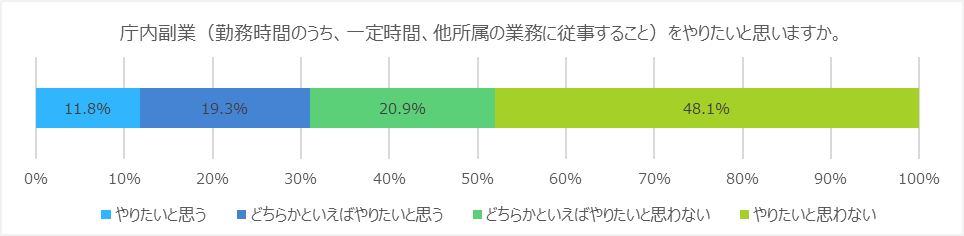 庁内副業（勤務時間のうち、一定時間、他所属の業務に従事すること）をやりたいと思いますか。
11.8% 19.3% 20.9% 48.1%
0% 10% 20% 30% 40% 50% 60% 70% 80% 90% 100%
やりたいと思う どちらかといえばやりたいと思う どちらかといえばやりたいと思わない やりたいと思わない